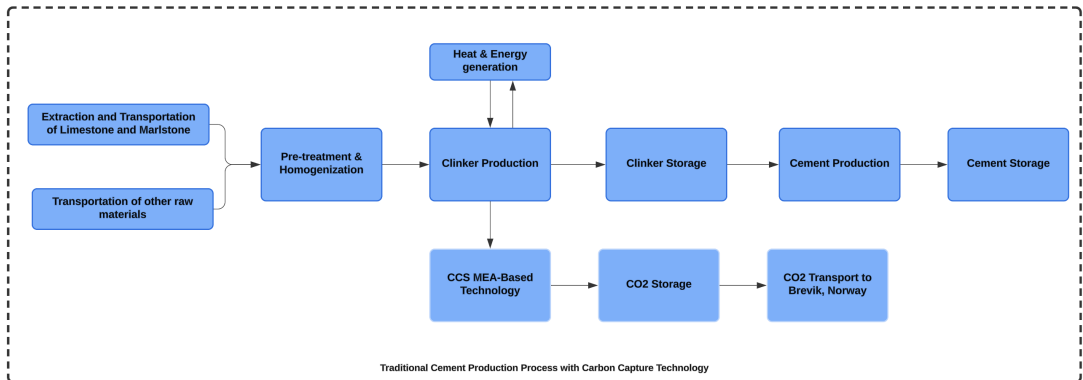 Heat & Energy
generation
Extraction and Transportation
of Limestone and Marlstone
Pre-treatment &
Homogenization
Clinker Production
Clinker Storage
Cement Production
Cement Storage
Transportation of other raw
materials
CCS MEA-Based
Technology
CO2 Storage
CO2 Transport to
Brevik, Norway
Traditional Cement Production Process with Carbon Capture Technology